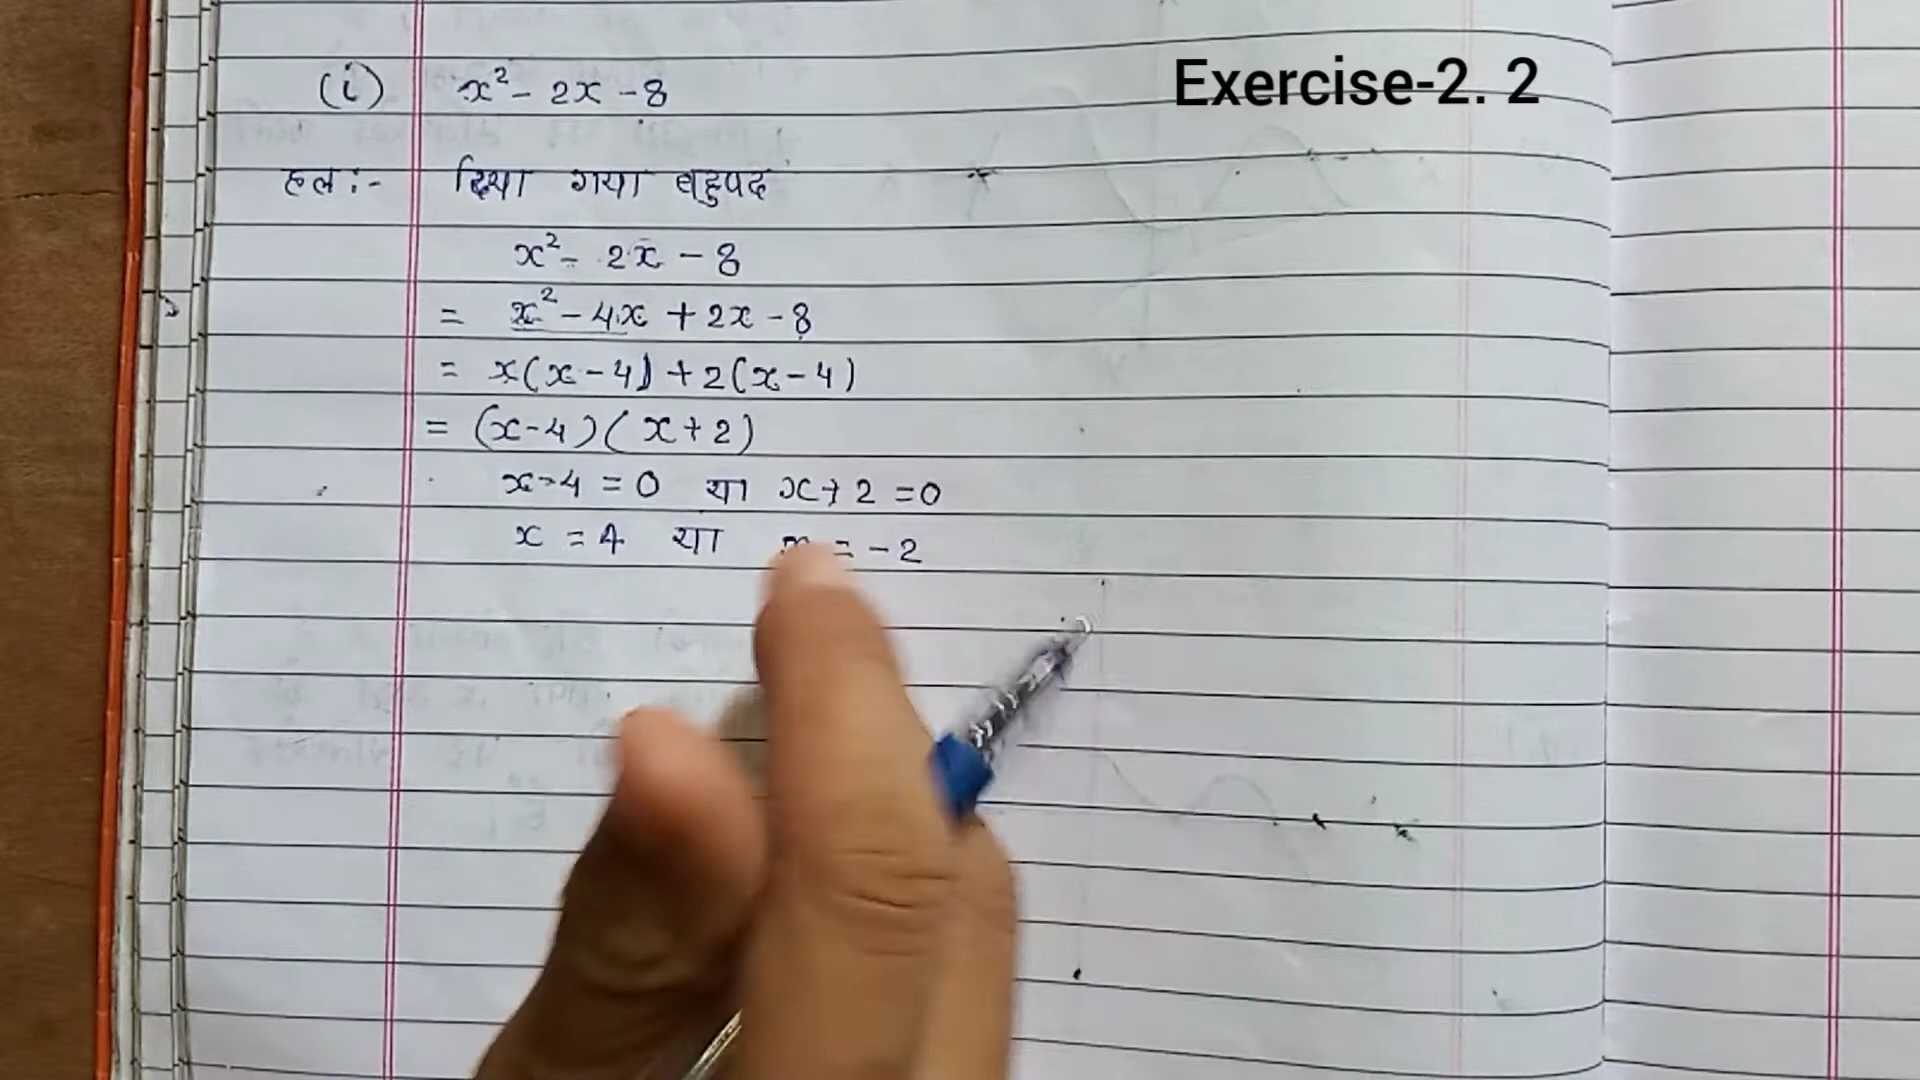 Exercise-2. 2
(i) x² - 2x - 8
हल :- दिया गया बहुपद
x² - 2x - 8
= x² - 4x + 2x - 8
= x(x - 4) + 2(x - 4)
= (x - 4)(x + 2)
x - 4 = 0 या x + 2 = 0
x = 4 या x = - 2